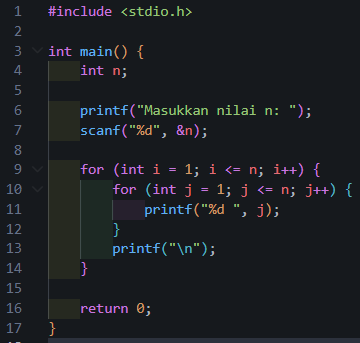 1 #include <stdio.h>
2
3 int main() {
4     int n;
5
6     printf("Masukkan nilai n: ");
7     scanf("%d", &n);
8
9     for (int i = 1; i <= n; i++) {
10         for (int j = 1; j <= n; j++) {
11             printf("%d ", j);
12         }
13         printf("\n");
14     }
15
16     return 0;
17 }